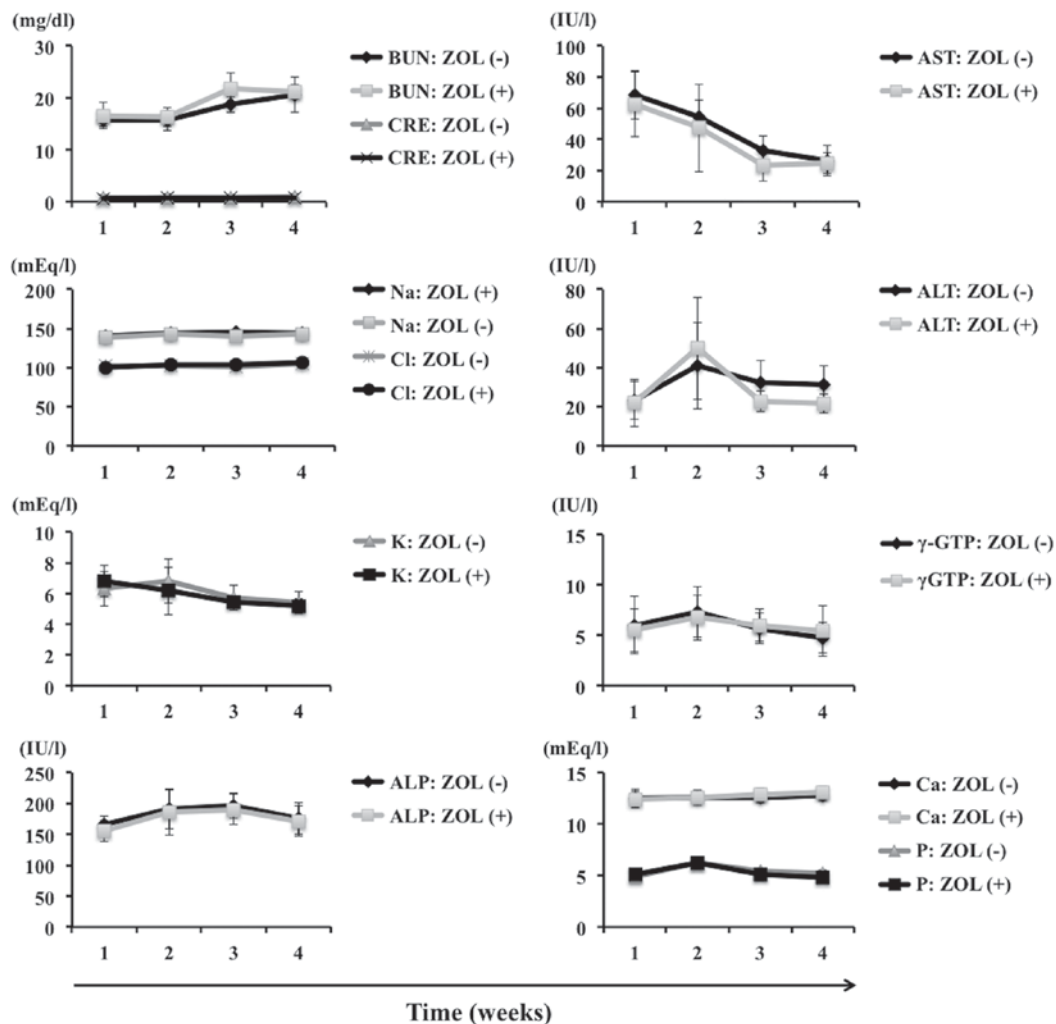 (mg/dl)
30
20
10
0
1 2 3 4
BUN: ZOL (-)
BUN: ZOL (+)
CRE: ZOL (-)
CRE: ZOL (+)
(IU/l)
100
80
60
40
20
0
1 2 3 4
AST: ZOL (-)
AST: ZOL (+)
(mEq/l)
200
150
100
50
0
1 2 3 4
Na: ZOL (+)
Na: ZOL (-)
Cl: ZOL (-)
Cl: ZOL (+)
(IU/l)
80
60
40
20
0
1 2 3 4
ALT: ZOL (-)
ALT: ZOL (+)
(mEq/l)
10
8
6
4
2
0
1 2 3 4
K: ZOL (-)
K: ZOL (+)
(IU/l)
15
10
5
0
1 2 3 4
γ-GTP: ZOL (-)
γGTP: ZOL (+)
(IU/l)
250
200
150
100
50
0
1 2 3 4
ALP: ZOL (-)
ALP: ZOL (+)
(mEq/l)
15
10
5
0
1 2 3 4
Ca: ZOL (-)
Ca: ZOL (+)
P: ZOL (-)
P: ZOL (+)
Time (weeks)